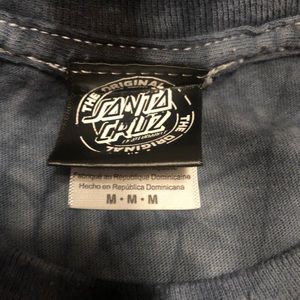 THE ORIGINAL
SANTA
CRUZ
THE ORIGINAL
Fabriqué en République Dominicaine
Hecho en República Dominicana
M • M • M